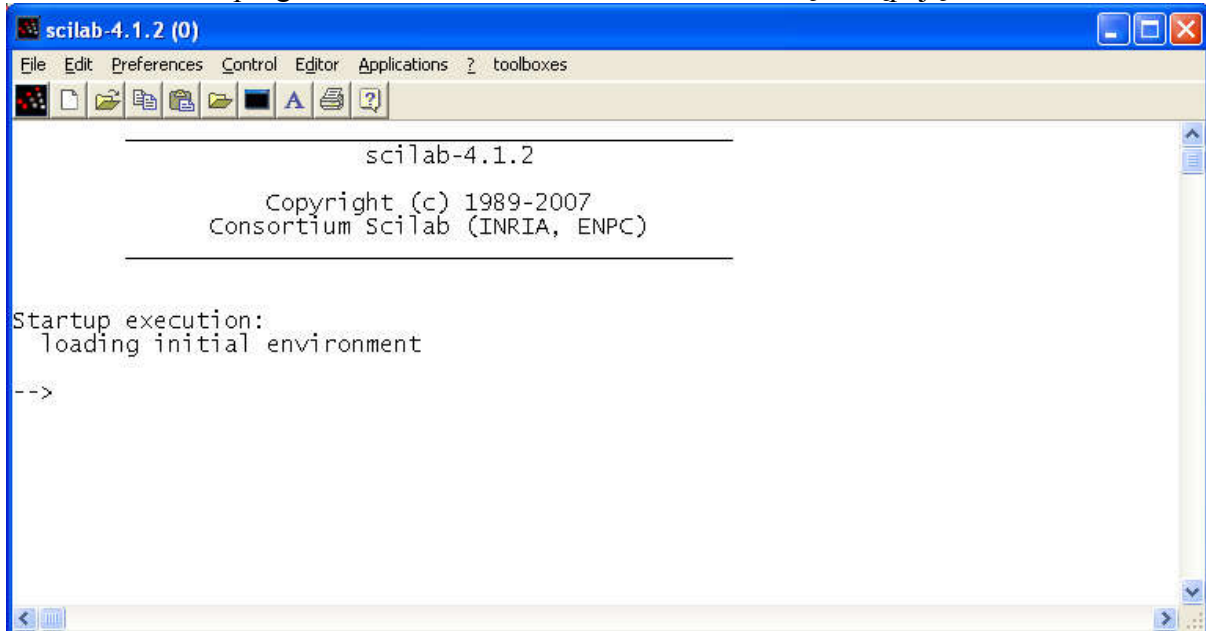 scilab-4.1.2 (0)
File Edit Preferences Control Editor Applications ? toolboxes
A
scilab-4.1.2
Copyright (c) 1989-2007
Consortium Scilab (INRIA, ENPC)
Startup execution:
loading initial environment
-->